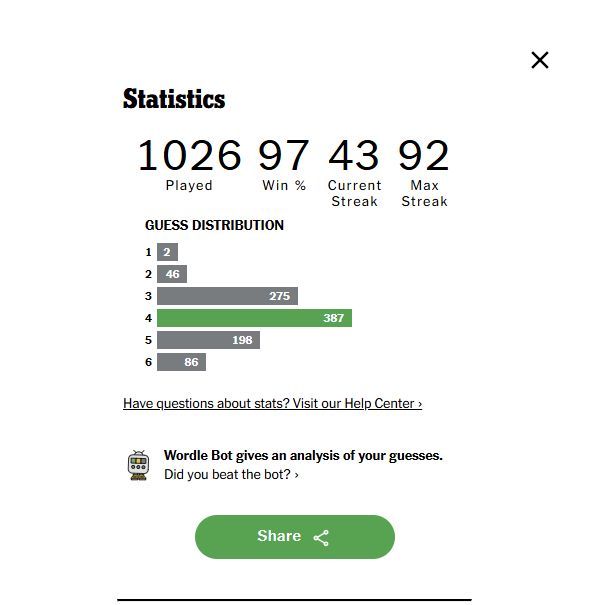 Statistics
1026 97 43 92
Played Win % Current Streak Max Streak
GUESS DISTRIBUTION
1 2
2 46
3 275
4 387
5 198
6 86
Have questions about stats? Visit our Help Center ›
Wordle Bot gives an analysis of your guesses.
Did you beat the bot? ›
Share